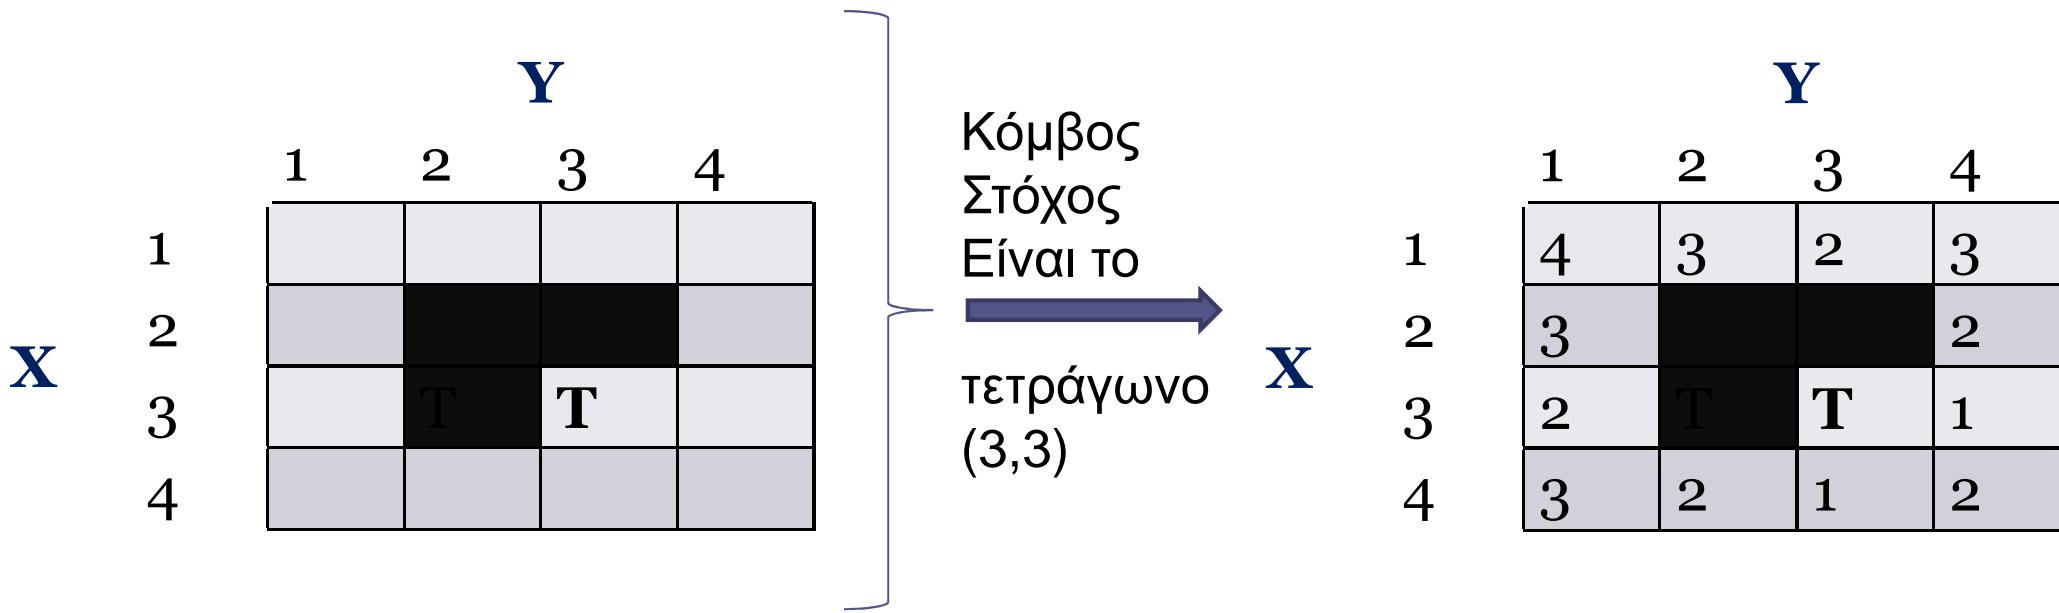 Y
1 2 3 4
1
2
X
3 T T
4
Κόμβος
Στόχος
Είναι το
τετράγωνο
(3,3)
Y
1 2 3 4
1 4 3 2 3
2 3 2
X
3 2 T T 1
4 3 2 1 2